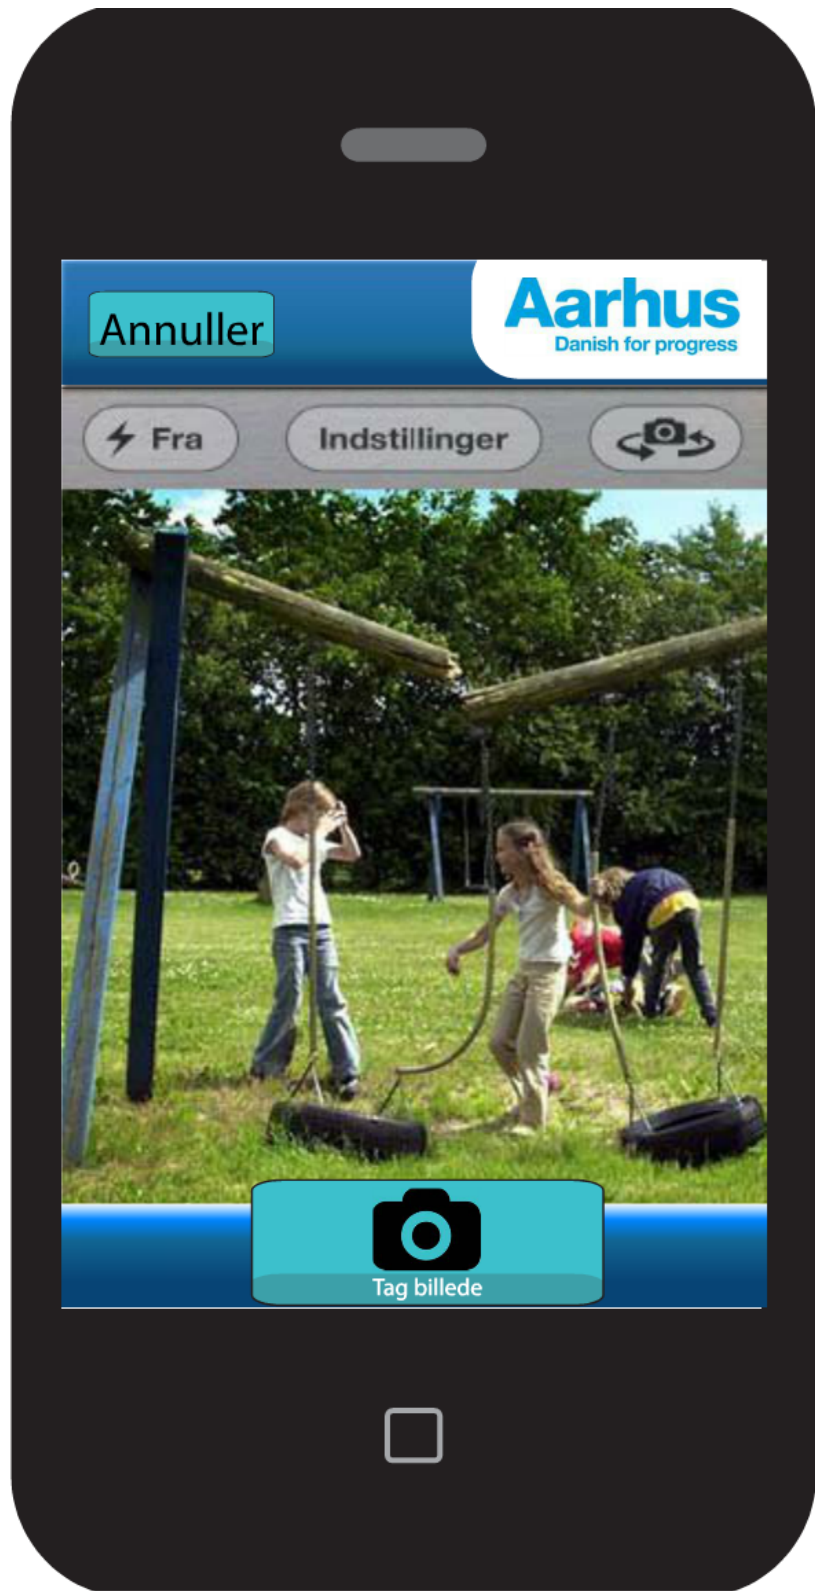 Annuller
Aarhus
Danish for progress
Fra
Indstillinger
Tag billede